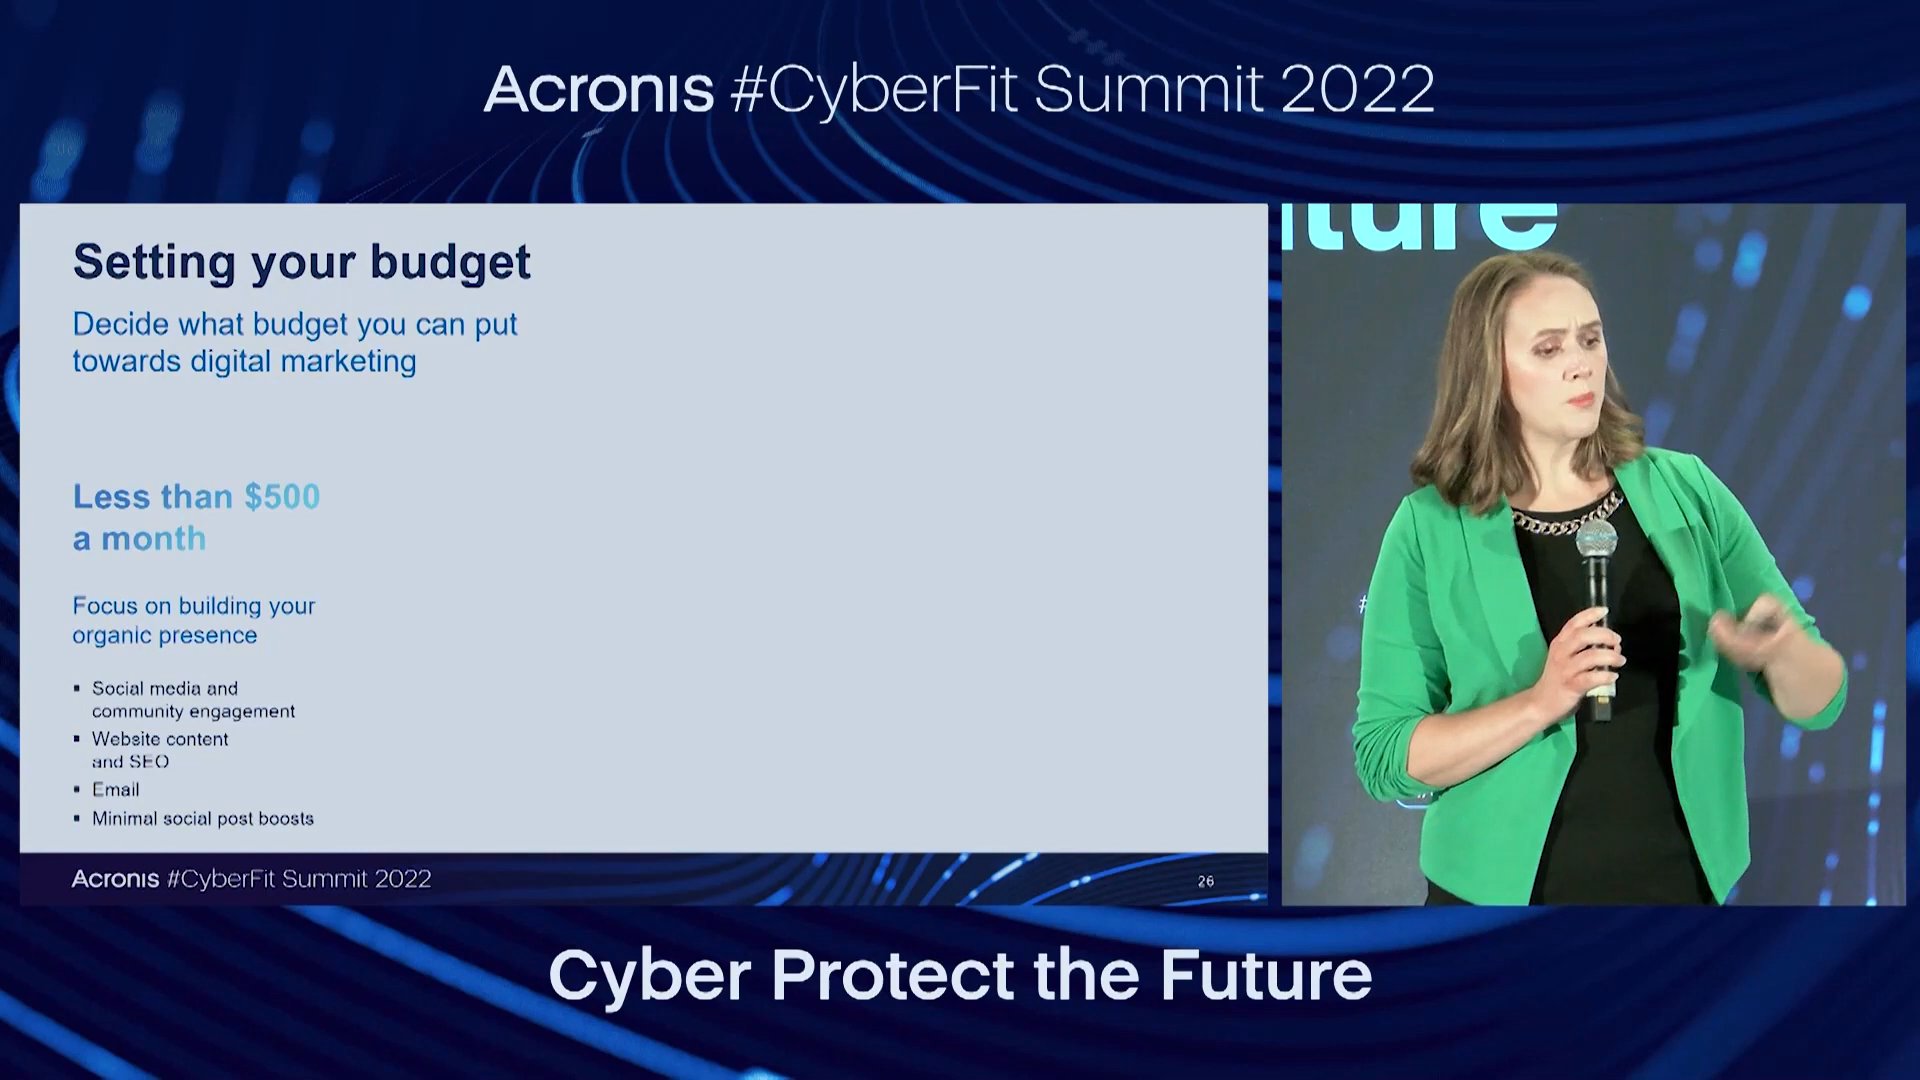 Acronis #CyberFit Summit 2022
Setting your budget
Decide what budget you can put
towards digital marketing
Less than $500
a month
Focus on building your
organic presence
▪ Social media and
community engagement
▪ Website content
and SEO
▪ Email
▪ Minimal social post boosts
Acronis #CyberFit Summit 2022
26
ture
#
Cyber Protect the Future